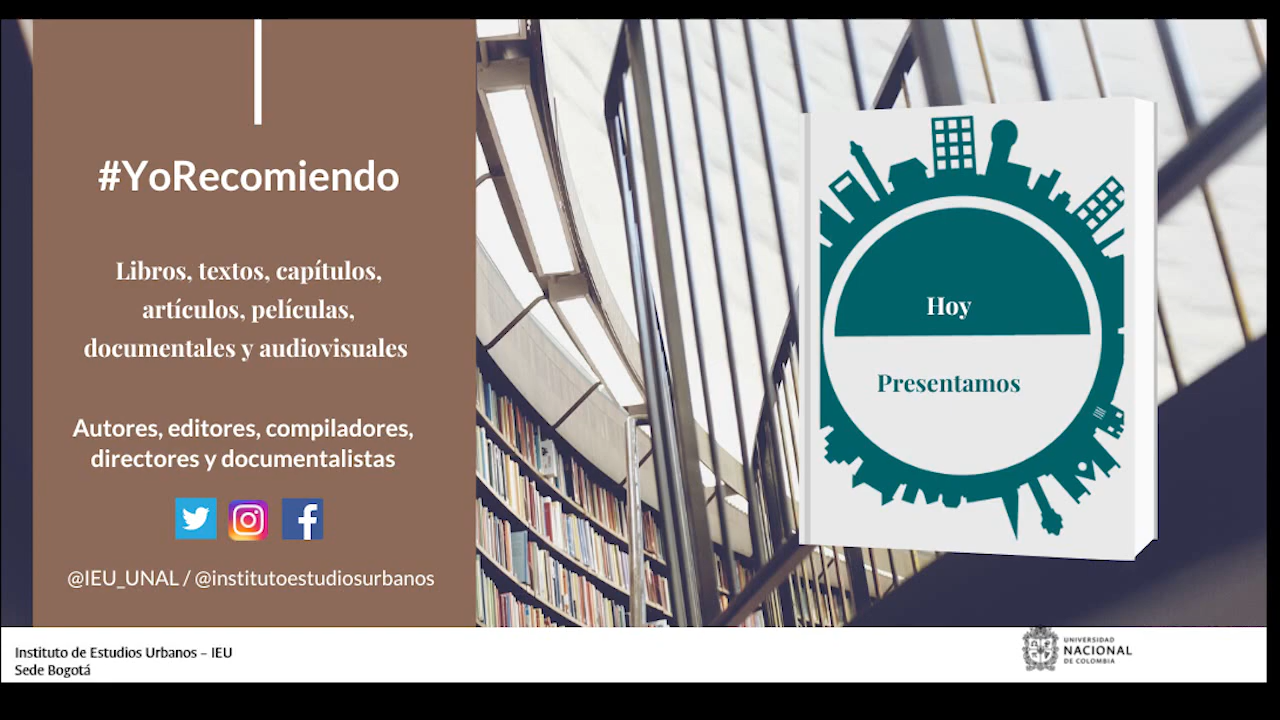 #YoRecomiendo
Libros, textos, capítulos,
artículos, películas,
documentales y audiovisuales
Autores, editores, compiladores,
directores y documentalistas
@IEU_UNAL / @institutoestudiosurbanos
Hoy
Presentamos
Instituto de Estudios Urbanos – IEU
Sede Bogotá
UNIVERSIDAD
NACIONAL
DE COLOMBIA